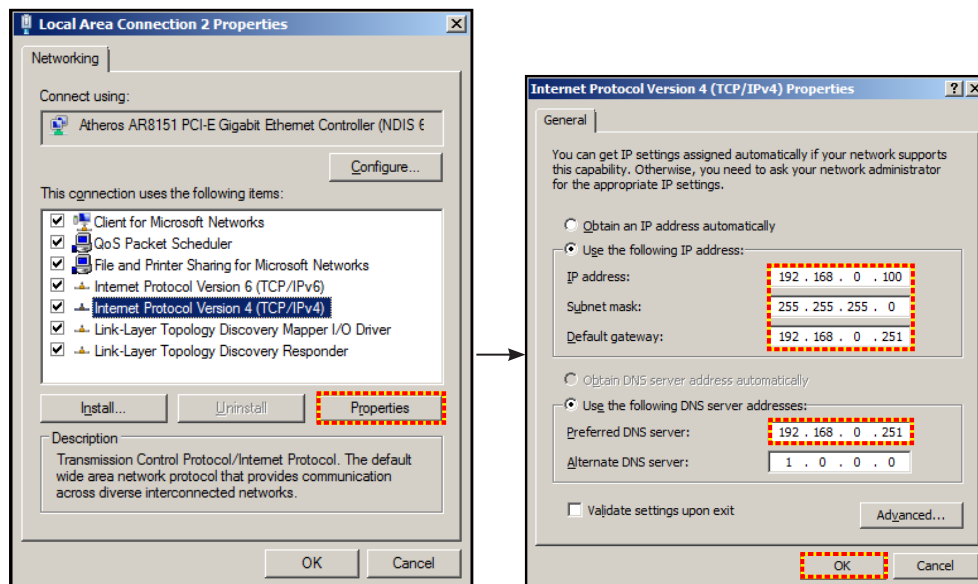 Local Area Connection 2 Properties
Networking
Connect using:
Atheros AR8151 PCI-E Gigabit Ethernet Controller (NDIS 6
Configure...
This connection uses the following items:
Client for Microsoft Networks
QoS Packet Scheduler
File and Printer Sharing for Microsoft Networks
Internet Protocol Version 6 (TCP/IPv6)
Internet Protocol Version 4 (TCP/IPv4)
Link-Layer Topology Discovery Mapper I/O Driver
Link-Layer Topology Discovery Responder
Install...
Uninstall
Properties
Description
Transmission Control Protocol/Internet Protocol. The default
wide area network protocol that provides communication
across diverse interconnected networks.
OK
Cancel
Internet Protocol Version 4 (TCP/IPv4) Properties
General
You can get IP settings assigned automatically if your network supports
this capability. Otherwise, you need to ask your network administrator
for the appropriate IP settings.
Obtain an IP address automatically
Use the following IP address:
IP address: 192 . 168 . 0 . 100
Subnet mask: 255 . 255 . 255 . 0
Default gateway: 192 . 168 . 0 . 251
Obtain DNS server address automatically
Use the following DNS server addresses:
Preferred DNS server: 192 . 168 . 0 . 251
Alternate DNS server: 1 . 0 . 0 . 0
Validate settings upon exit
Advanced...
OK
Cancel